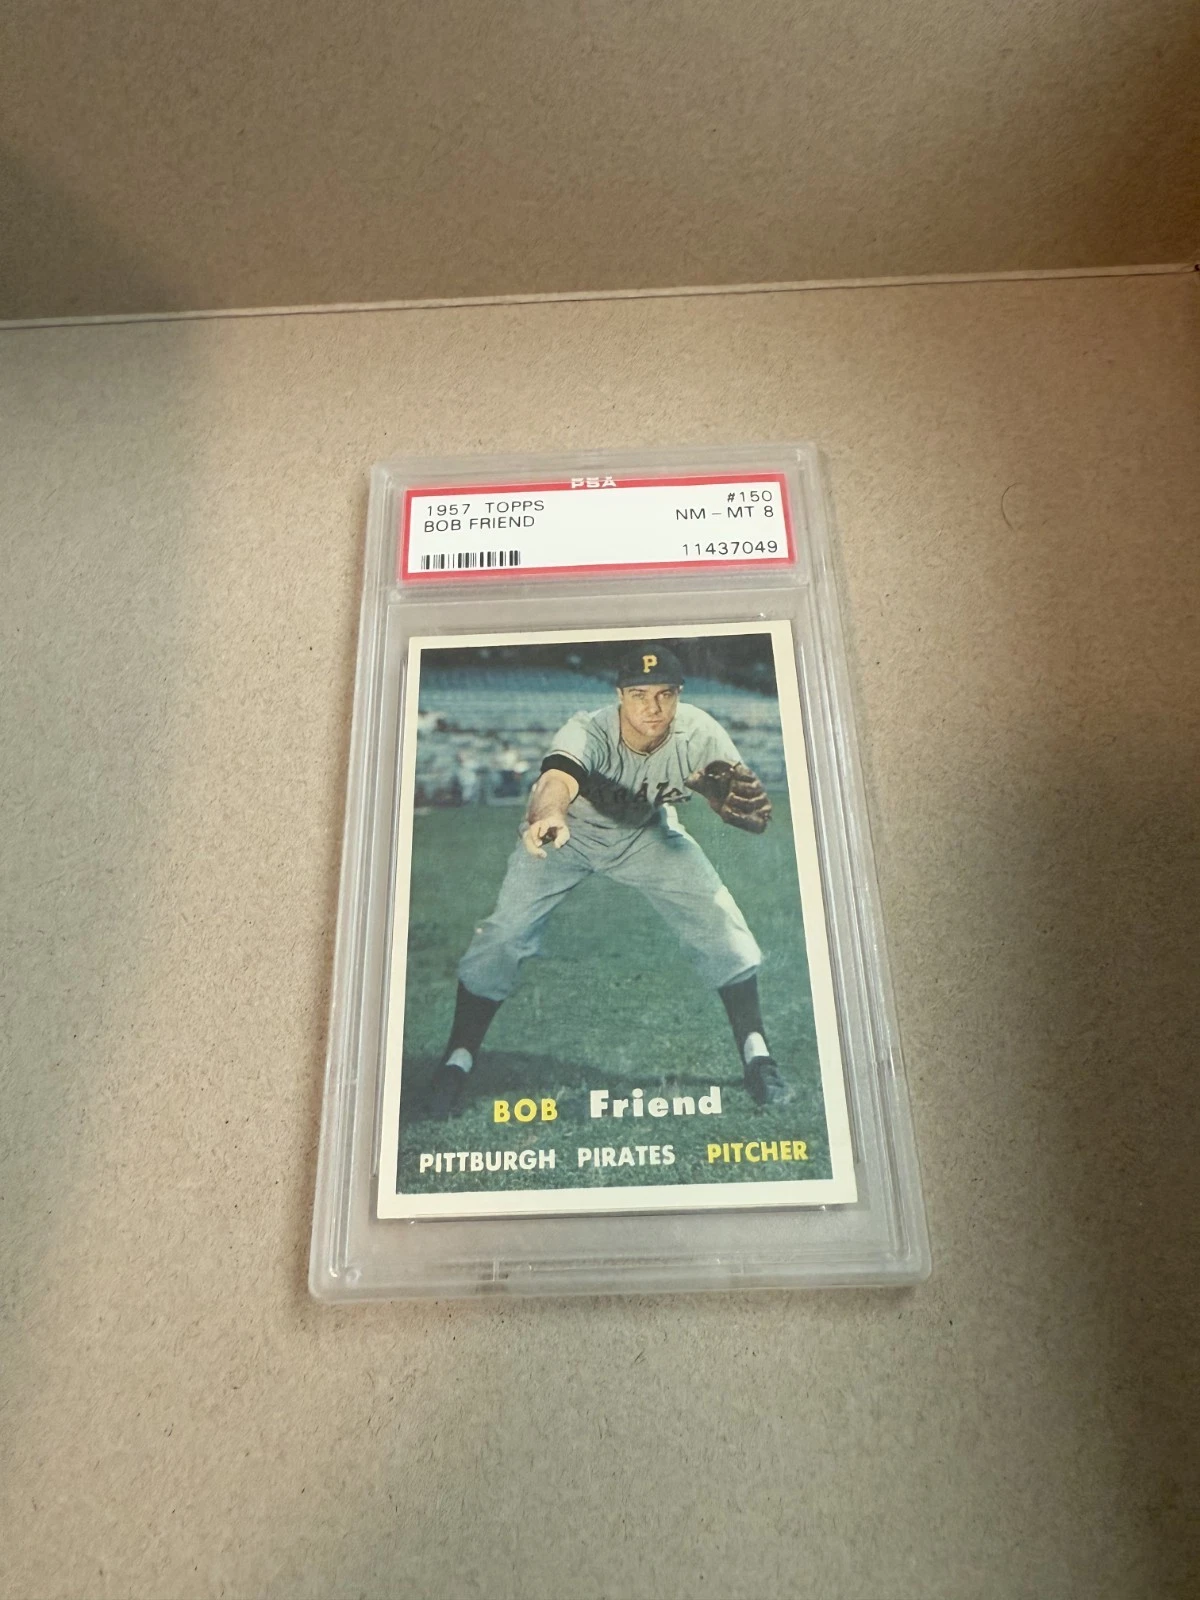 PSA
1957 TOPPS #150
BOB FRIEND NM - MT 8
11437049
P
BOB Friend
PITTBURGH PIRATES PITCHER